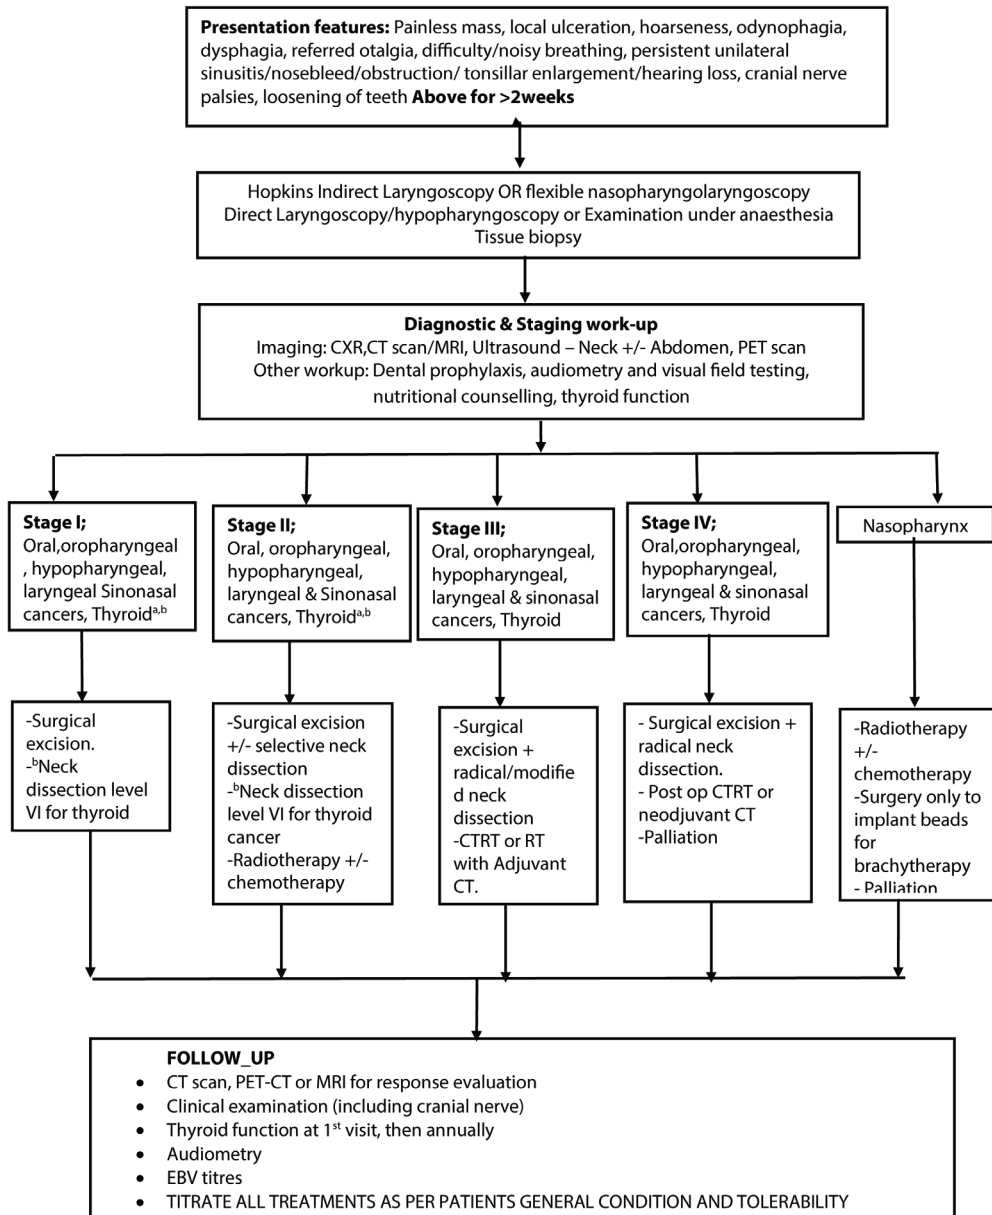 Presentation features: Painless mass, local ulceration, hoarseness, odynophagia,
dysphagia, referred otalgia, difficulty/noisy breathing, persistent unilateral
sinusitis/nosebleed/obstruction/ tonsillar enlargement/hearing loss, cranial nerve
palsies, loosening of teeth Above for >2weeks
Hopkins Indirect Laryngoscopy OR flexible nasopharyngolaryngoscopy
Direct Laryngoscopy/hypopharyngoscopy or Examination under anaesthesia
Tissue biopsy
Diagnostic & Staging work-up
Imaging: CXR,CT scan/MRI, Ultrasound – Neck +/- Abdomen, PET scan
Other workup: Dental prophylaxis, audiometry and visual field testing,
nutritional counselling, thyroid function
Stage I;
Oral,oropharyngeal
, hypopharyngeal,
laryngeal Sinonasal
cancers, Thyroidᵃ,ᵇ
Stage II;
Oral, oropharyngeal,
hypopharyngeal,
laryngeal & Sinonasal
cancers, Thyroidᵃ,ᵇ
Stage III;
Oral, oropharyngeal,
hypopharyngeal,
laryngeal & sinonasal
cancers, Thyroid
Stage IV;
Oral,oropharyngeal,
hypopharyngeal,
laryngeal & sinonasal
cancers, Thyroid
Nasopharynx
-Surgical
excision.
-ᵇNeck
dissection level
VI for thyroid
-Surgical excision
+/- selective neck
dissection
-ᵇNeck dissection
level VI for thyroid
cancer
-Radiotherapy +/-
chemotherapy
-Surgical
excision +
radical/modifie
d neck
dissection
-CTRT or RT
with Adjuvant
CT.
- Surgical excision +
radical neck
dissection.
- Post op CTRT or
neodjuvant CT
-Palliation
-Radiotherapy
+/-
chemotherapy
-Surgery only to
implant beads
for
brachytherapy
- Palliation
FOLLOW_UP
• CT scan, PET-CT or MRI for response evaluation
• Clinical examination (including cranial nerve)
• Thyroid function at 1ˢᵗ visit, then annually
• Audiometry
• EBV titres
• TITRATE ALL TREATMENTS AS PER PATIENTS GENERAL CONDITION AND TOLERABILITY